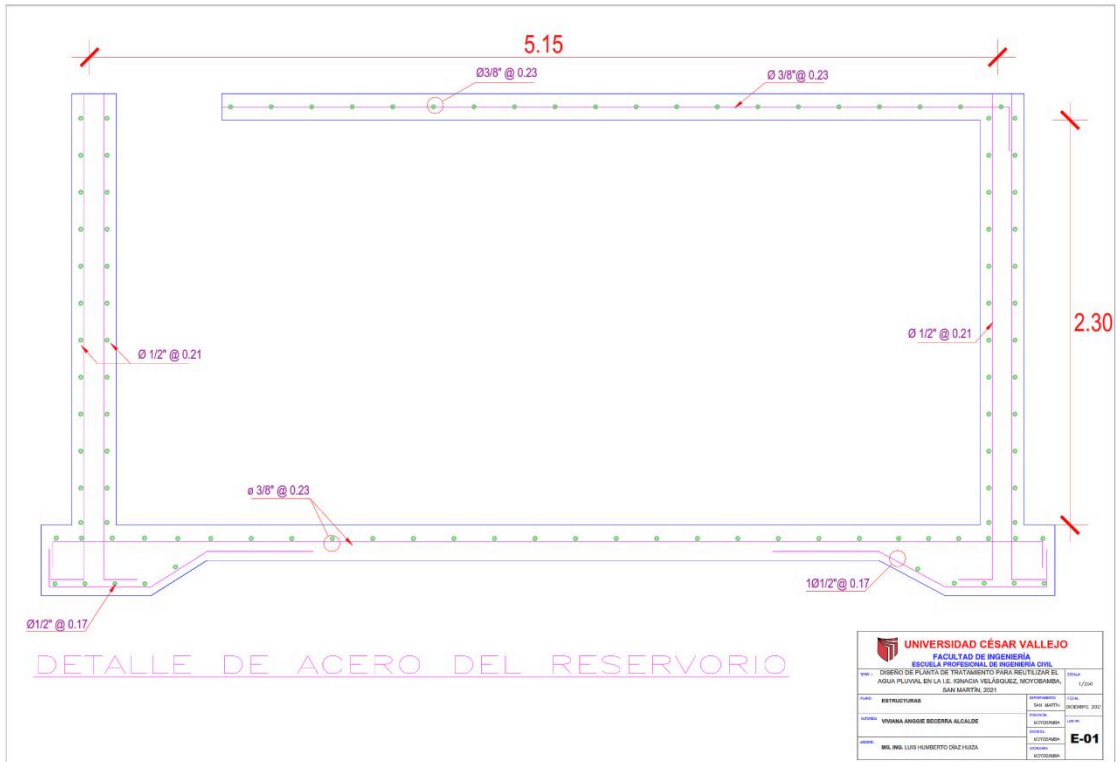 5.15
Ø3/8" @ 0.23
Ø 3/8"@ 0.23
2.30
Ø 1/2" @ 0.21
Ø 1/2" @ 0.21
ø 3/8" @ 0.23
1Ø1/2"@ 0.17
Ø1/2" @ 0.17
DETALLE DE ACERO DEL RESERVORIO
UNIVERSIDAD CÉSAR VALLEJO
FACULTAD DE INGENIERÍA
ESCUELA PROFESIONAL DE INGENIERÍA CIVIL
DISEÑO DE PLANTA DE TRATAMIENTO PARA REUTILIZAR EL
AGUA PLUVIAL EN LA I.E. IGNACIA VELÁSQUEZ, MOYOBAMBA,
SAN MARTÍN, 2021
PLANO:
ESTRUCTURAS
SAN MARTÍN
DICIEMBRE, 2021
VIVIANA ANGGIE BECERRA ALCALDE
MOYOBAMBA
MOYOBAMBA
E-01
MG. ING. LUIS HUMBERTO DÍAZ HUIZA
MOYOBAMBA